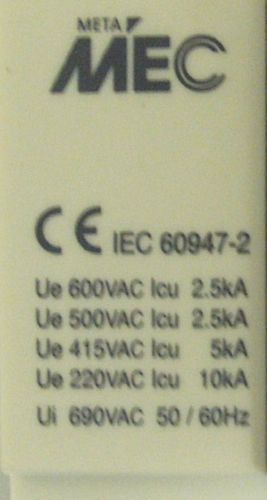 META
MEC
CE IEC 60947-2
Ue 600VAC Icu 2.5kA
Ue 500VAC Icu 2.5kA
Ue 415VAC Icu 5kA
Ue 220VAC Icu 10kA
Ui 690VAC 50 / 60Hz